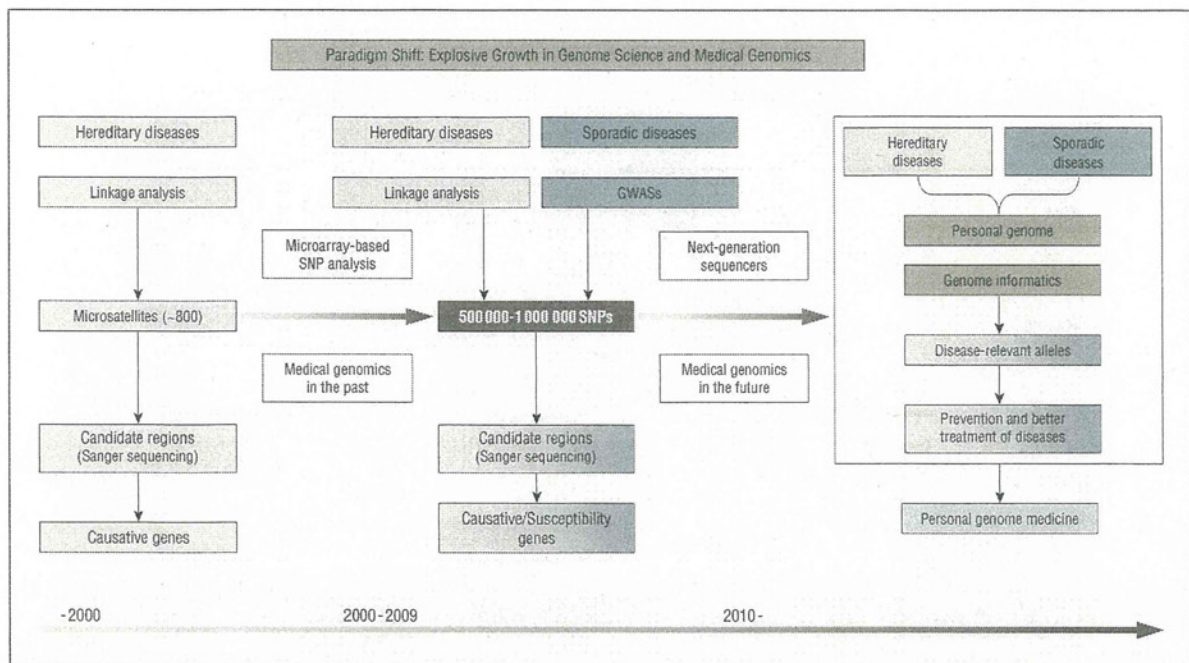 Paradigm Shift: Explosive Growth in Genome Science and Medical Genomics
Hereditary diseases
Linkage analysis
Microsatellites (~800)
Candidate regions
(Sanger sequencing)
Causative genes
Microarray-based
SNP analysis
Medical genomics
in the past
Hereditary diseases
Sporadic diseases
Linkage analysis
GWASs
500 000-1 000 000 SNPs
Candidate regions
(Sanger sequencing)
Causative/Susceptibility
genes
Next-generation
sequencers
Medical genomics
in the future
Hereditary
diseases
Sporadic
diseases
Personal genome
Genome informatics
Disease-relevant alleles
Prevention and better
treatment of diseases
Personal genome medicine
-2000
2000-2009
2010-